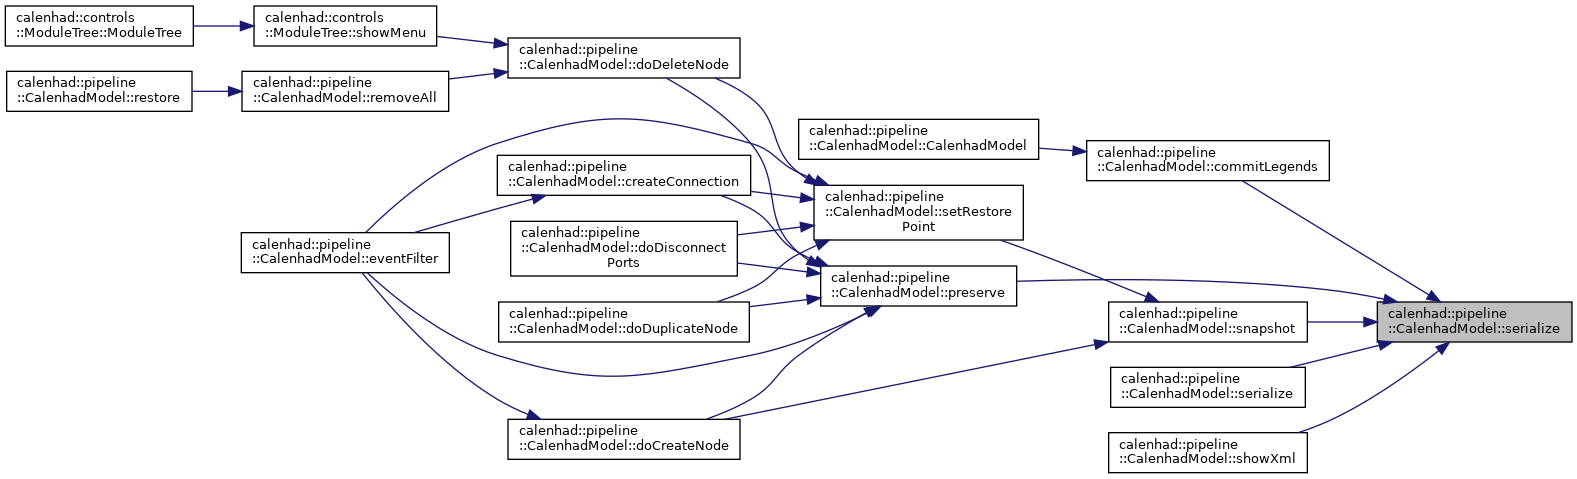 calenhad::controls
::ModuleTree::ModuleTree
calenhad::controls
::ModuleTree::showMenu
calenhad::pipeline
::CalenhadModel::doDeleteNode
calenhad::pipeline
::CalenhadModel::restore
calenhad::pipeline
::CalenhadModel::removeAll
calenhad::pipeline
::CalenhadModel::CalenhadModel
calenhad::pipeline
::CalenhadModel::commitLegends
calenhad::pipeline
::CalenhadModel::createConnection
calenhad::pipeline
::CalenhadModel::setRestore
Point
calenhad::pipeline
::CalenhadModel::doDisconnect
Ports
calenhad::pipeline
::CalenhadModel::eventFilter
calenhad::pipeline
::CalenhadModel::preserve
calenhad::pipeline
::CalenhadModel::doDuplicateNode
calenhad::pipeline
::CalenhadModel::snapshot
calenhad::pipeline
::CalenhadModel::serialize
calenhad::pipeline
::CalenhadModel::serialize
calenhad::pipeline
::CalenhadModel::doCreateNode
calenhad::pipeline
::CalenhadModel::showXml